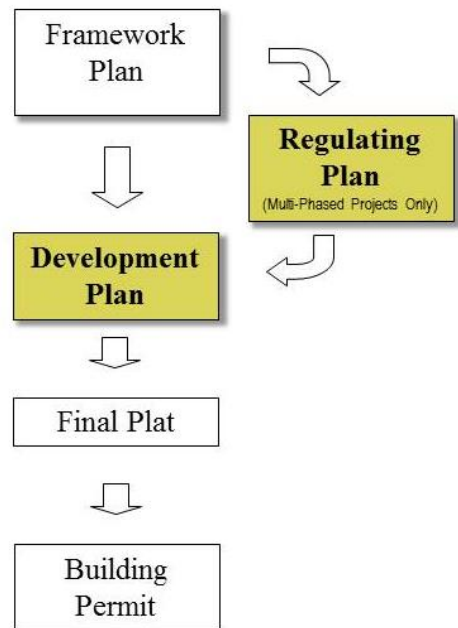 Framework
Plan
Regulating
Plan
(Multi-Phased Projects Only)
Development
Plan
Final Plat
Building
Permit